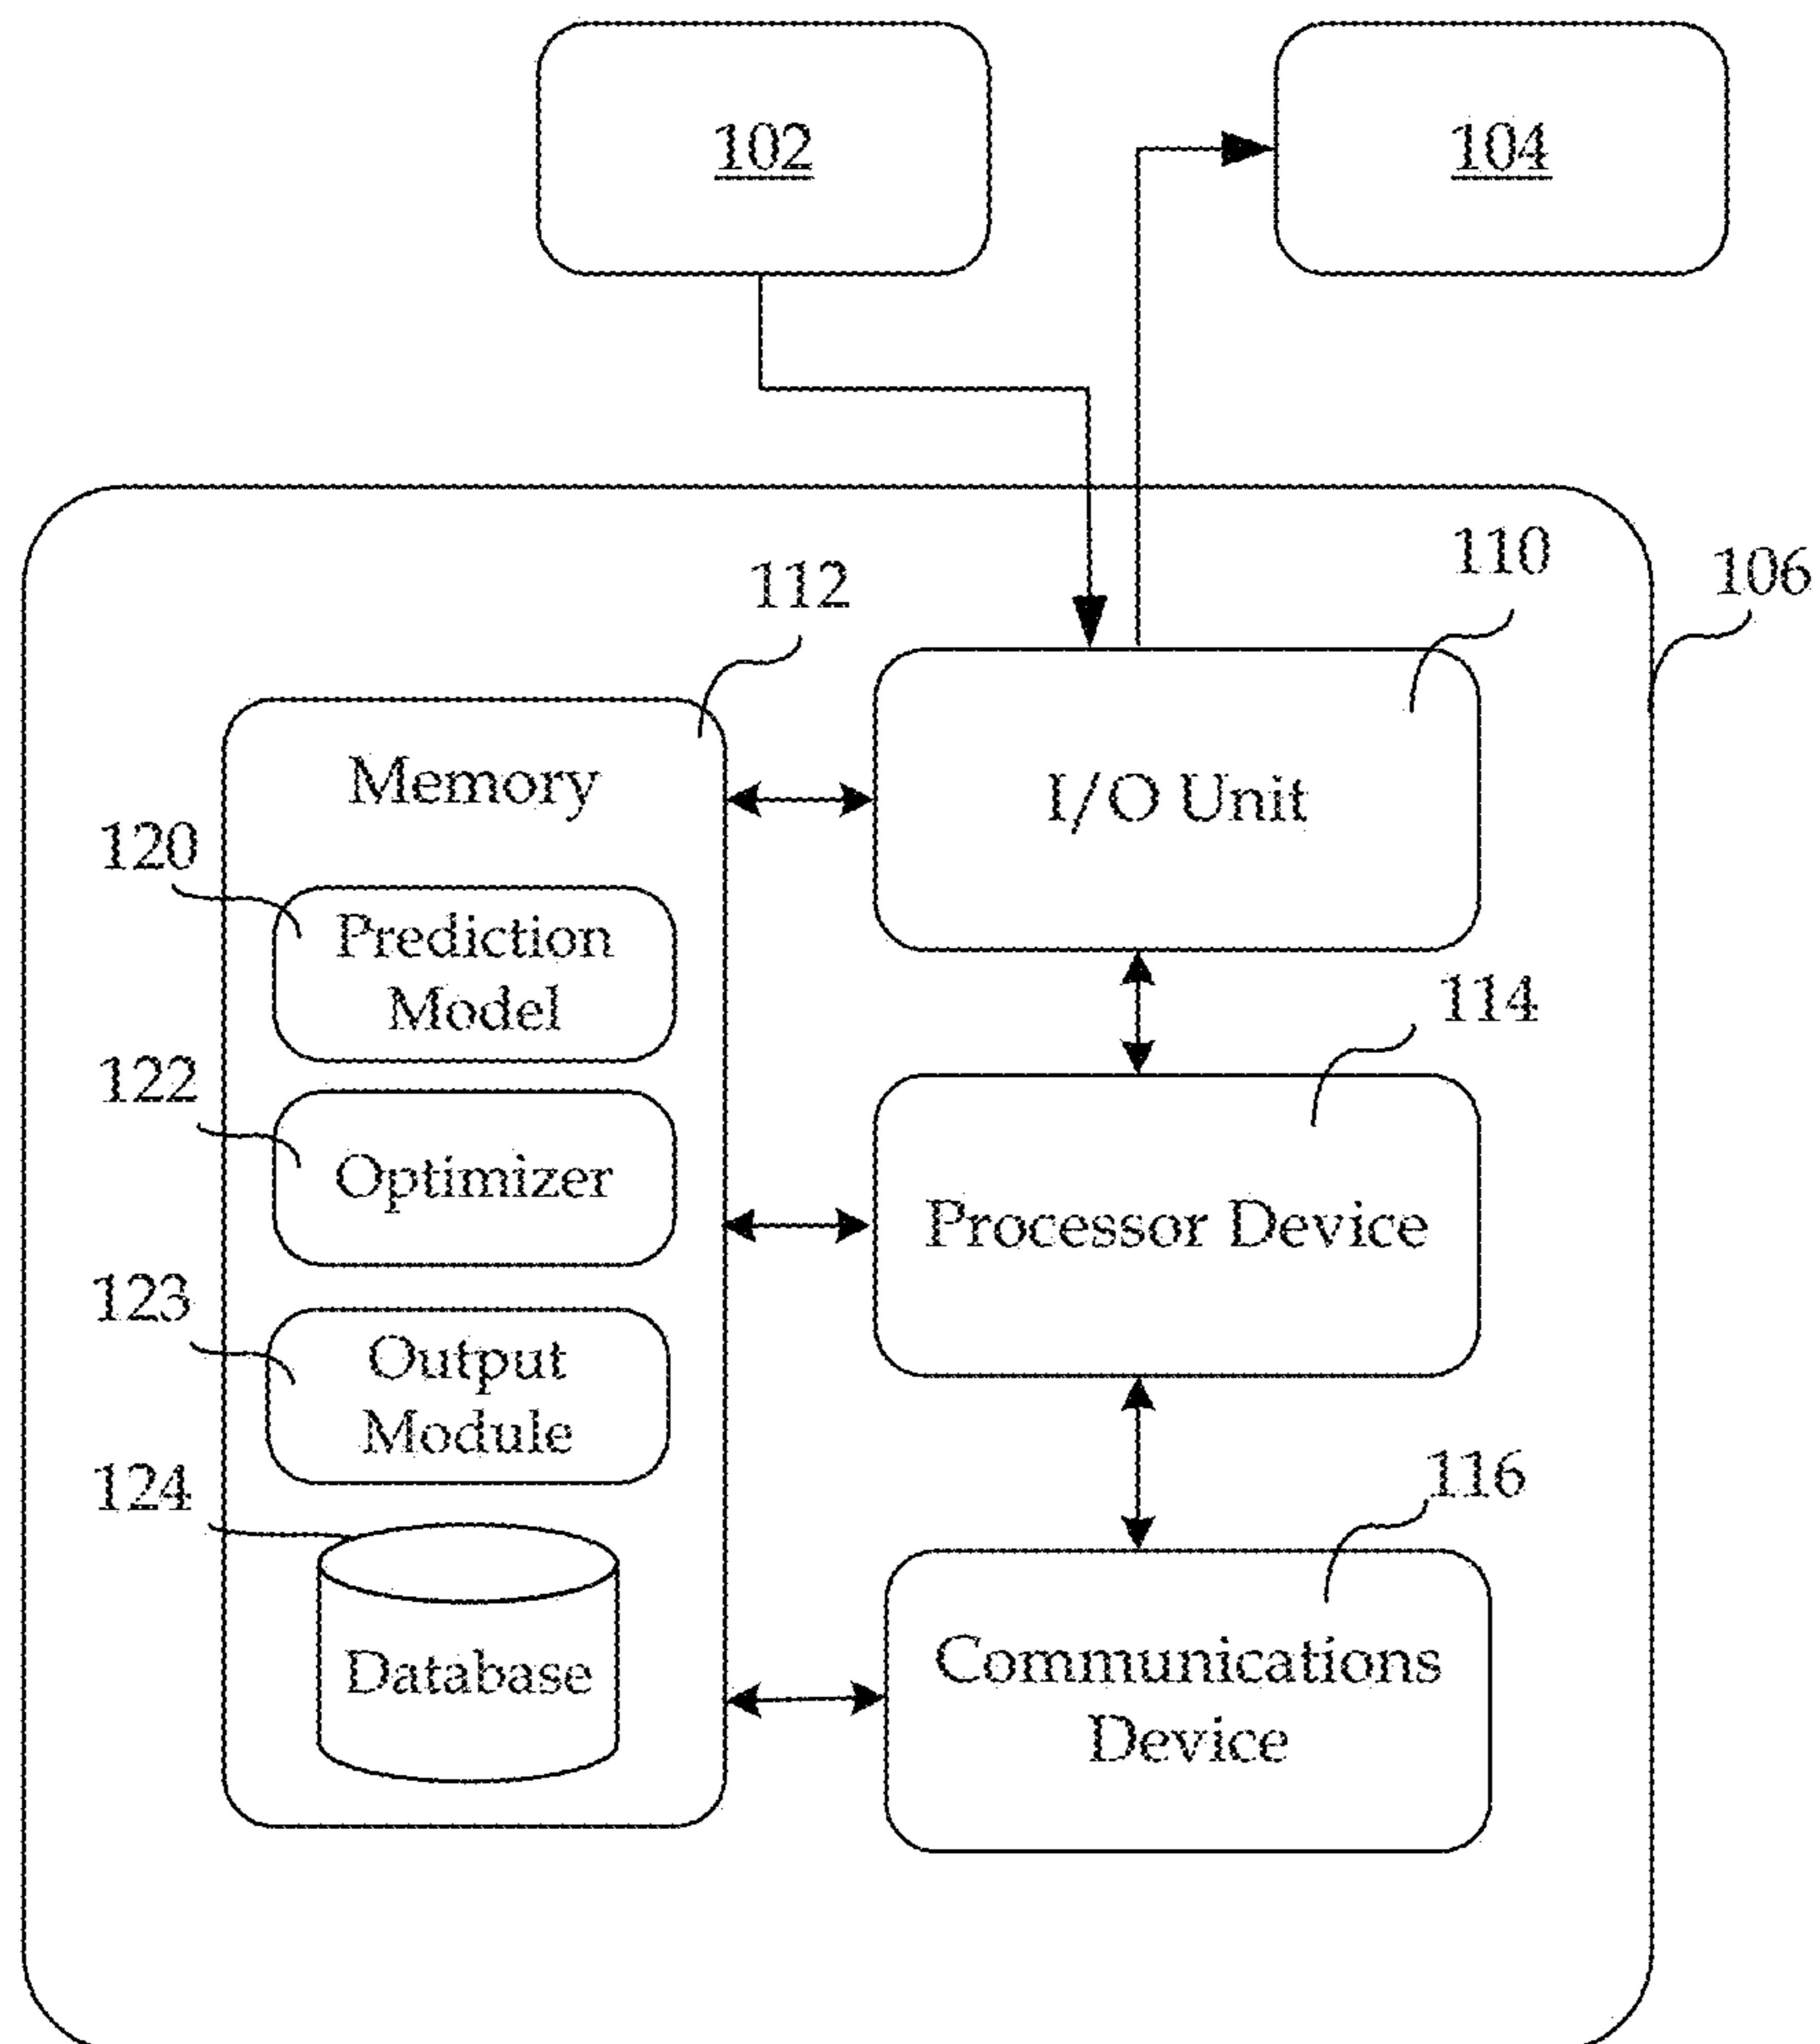 102
104
110
106
112
Memory
I/O Unit
120
Prediction
Model
114
122
Optimizer
Processor Device
123
Output
Module
124
116
Database
Communications
Device